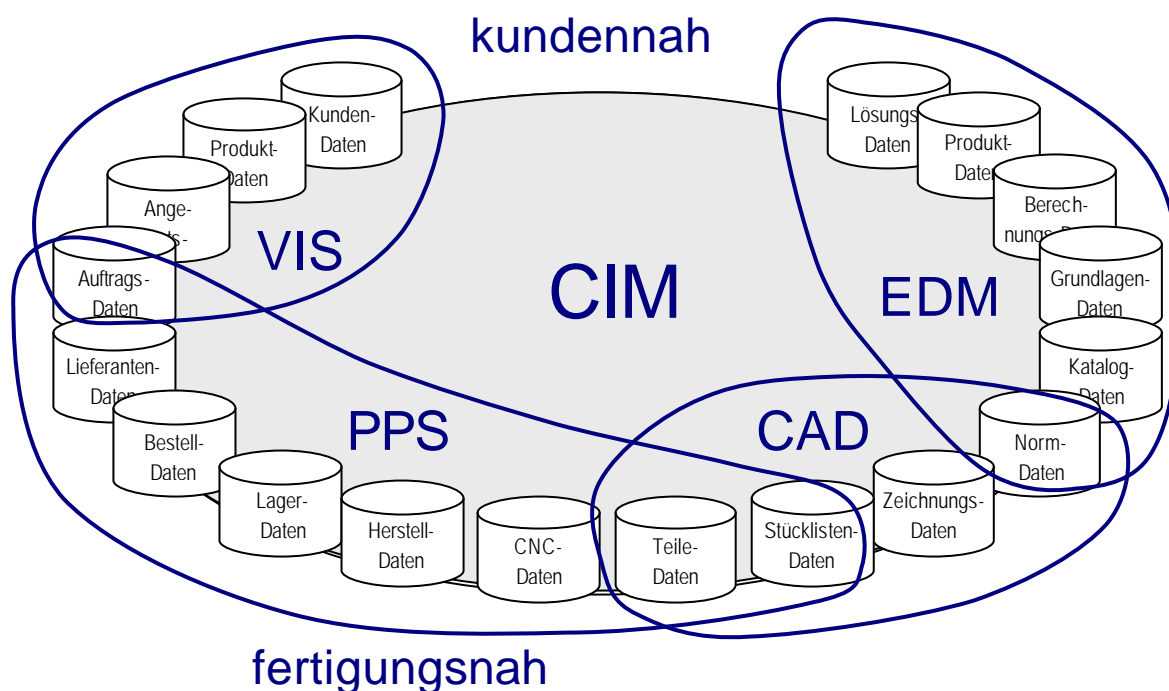 kundennah
Kunden-
Daten
Produkt-
Daten
Ange-
VIS
Auftrags-
Daten
Lieferanten-
Daten
Bestell-
Daten
PPS
Lager-
Daten
Herstell-
Daten
CNC-
Daten
CIM
Lösungs
Daten
Produkt-
Daten
Berech-
nungs-
EDM
Grundlagen-
Daten
Katalog-
Daten
CAD
Norm-
Daten
Zeichnungs-
Daten
Stücklisten-
Daten
Teile-
Daten
fertigungsnah